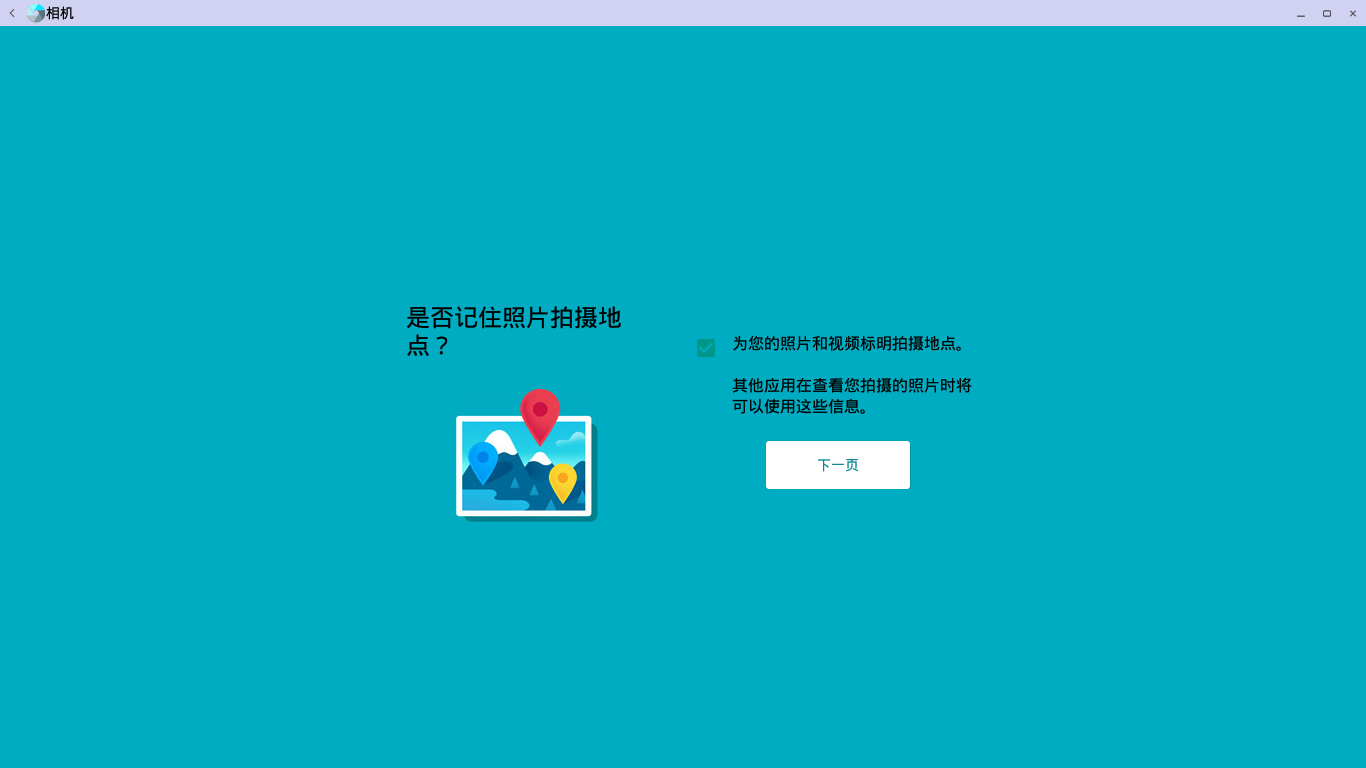 相机
是否记住照片拍摄地
点？
为您的照片和视频标明拍摄地点。
其他应用在查看您拍摄的照片时将
可以使用这些信息。
下一页